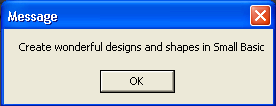 Message
Create wonderful designs and shapes in Small Basic
OK